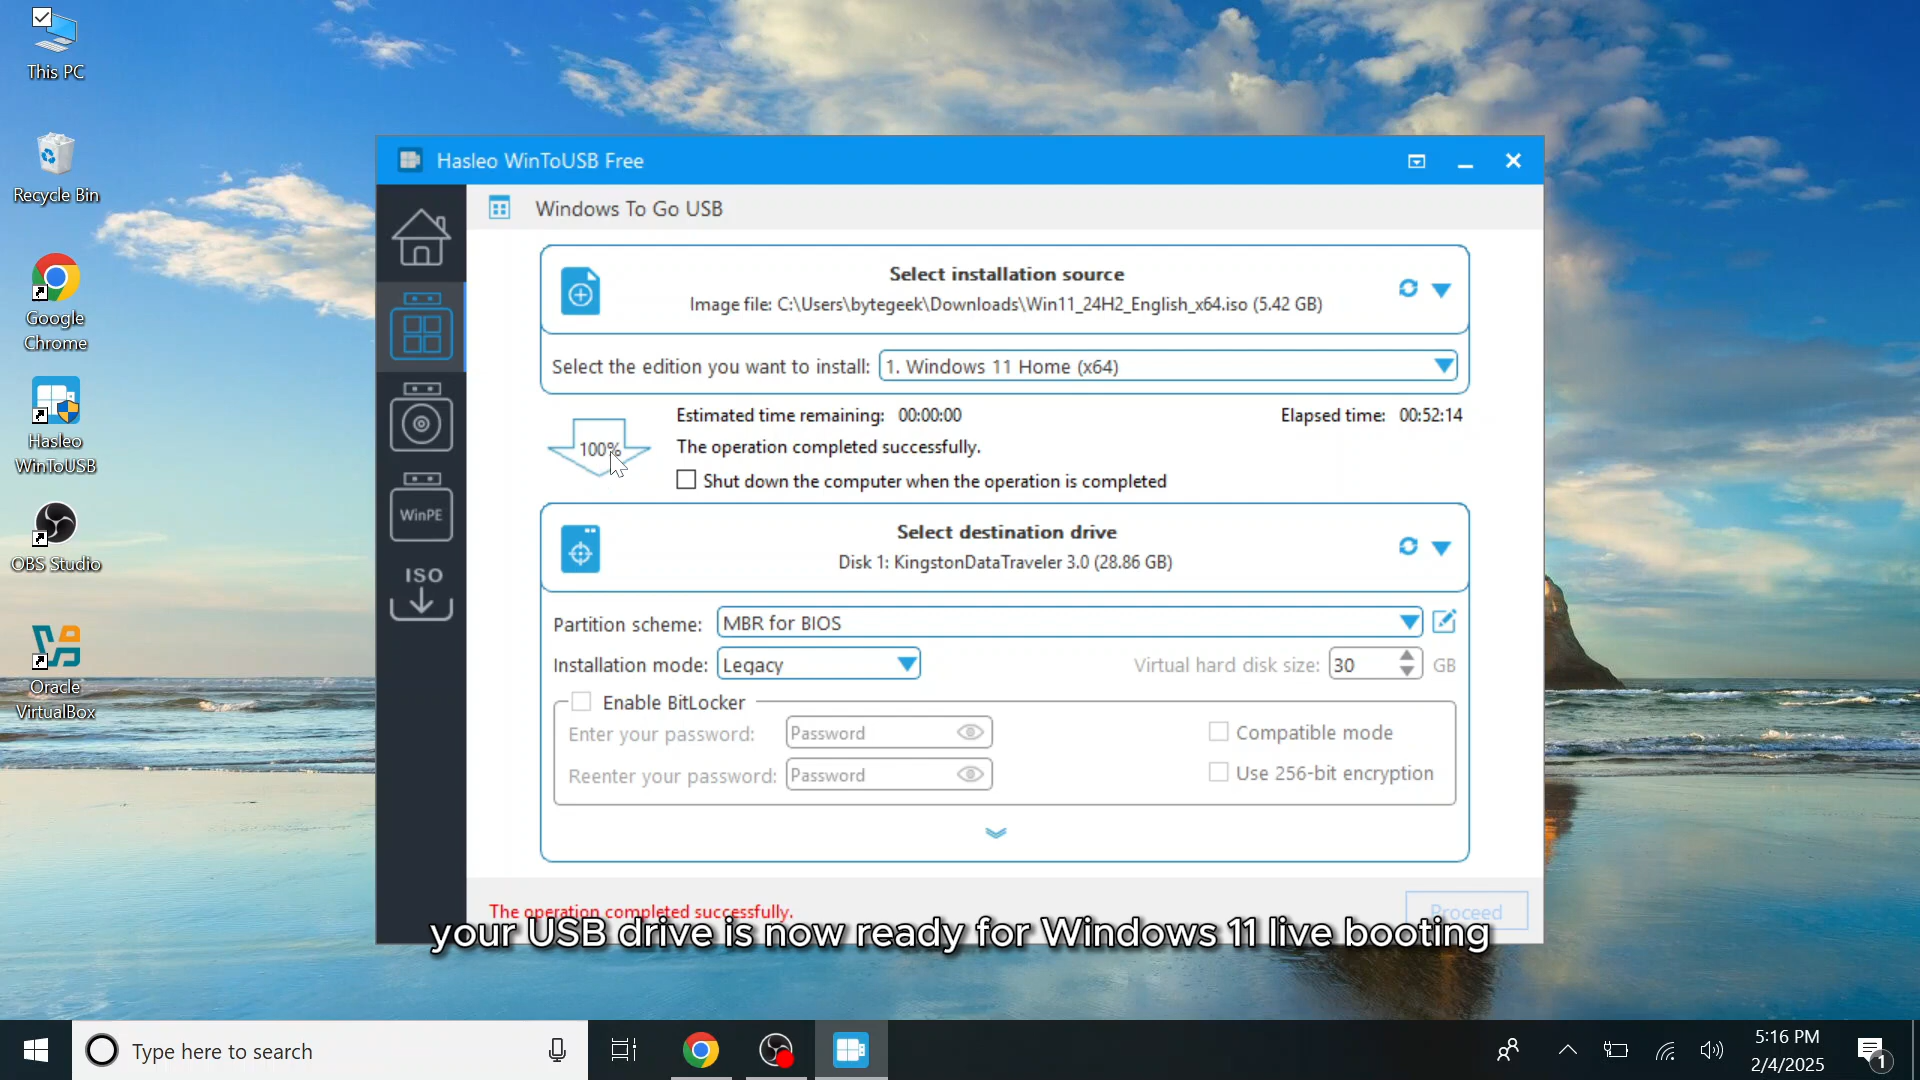 This PC
Recycle Bin
Google
Chrome
Hasleo
WinToUSB
OBS Studio
Oracle
VirtualBox
Hasleo WinToUSB Free
Windows To Go USB
WinPE
ISO
Select installation source
Image file: C:\Users\bytegeek\Downloads\Win11_24H2_English_x64.iso (5.42 GB)
Select the edition you want to install: 1. Windows 11 Home (x64)
Estimated time remaining: 00:00:00 Elapsed time: 00:52:14
100%
The operation completed successfully.
Shut down the computer when the operation is completed
Select destination drive
Disk 1: KingstonDataTraveler 3.0 (28.86 GB)
Partition scheme: MBR for BIOS
Installation mode: Legacy Virtual hard disk size: 30 GB
Enable BitLocker
Enter your password: Password Compatible mode
Reenter your password: Password Use 256-bit encryption
The operation completed successfully.
Proceed
your USB drive is now ready for Windows 11 live booting
Type here to search
5:16 PM
2/4/2025
1